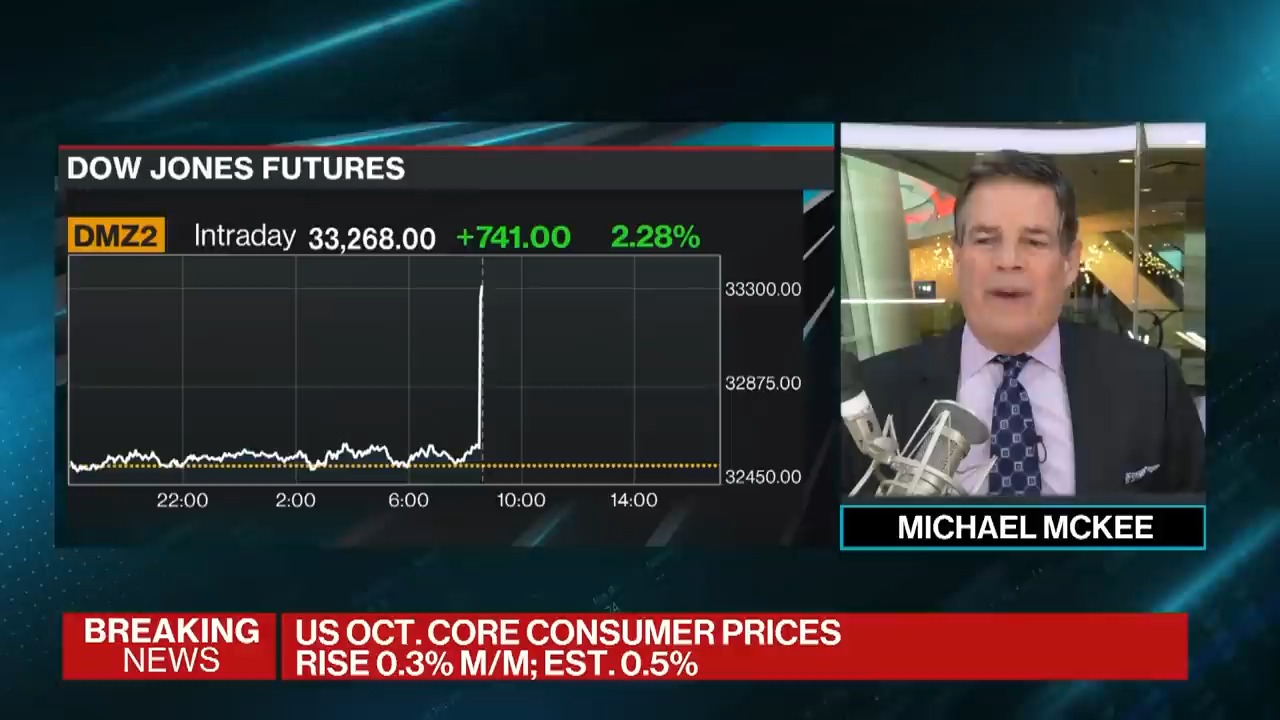 DOW JONES FUTURES
DMZ2 Intraday 33,268.00 +741.00 2.28%
33300.00
32875.00
32450.00
22:00 2:00 6:00 10:00 14:00
MICHAEL MCKEE
BREAKING NEWS
US OCT. CORE CONSUMER PRICES
RISE 0.3% M/M; EST. 0.5%